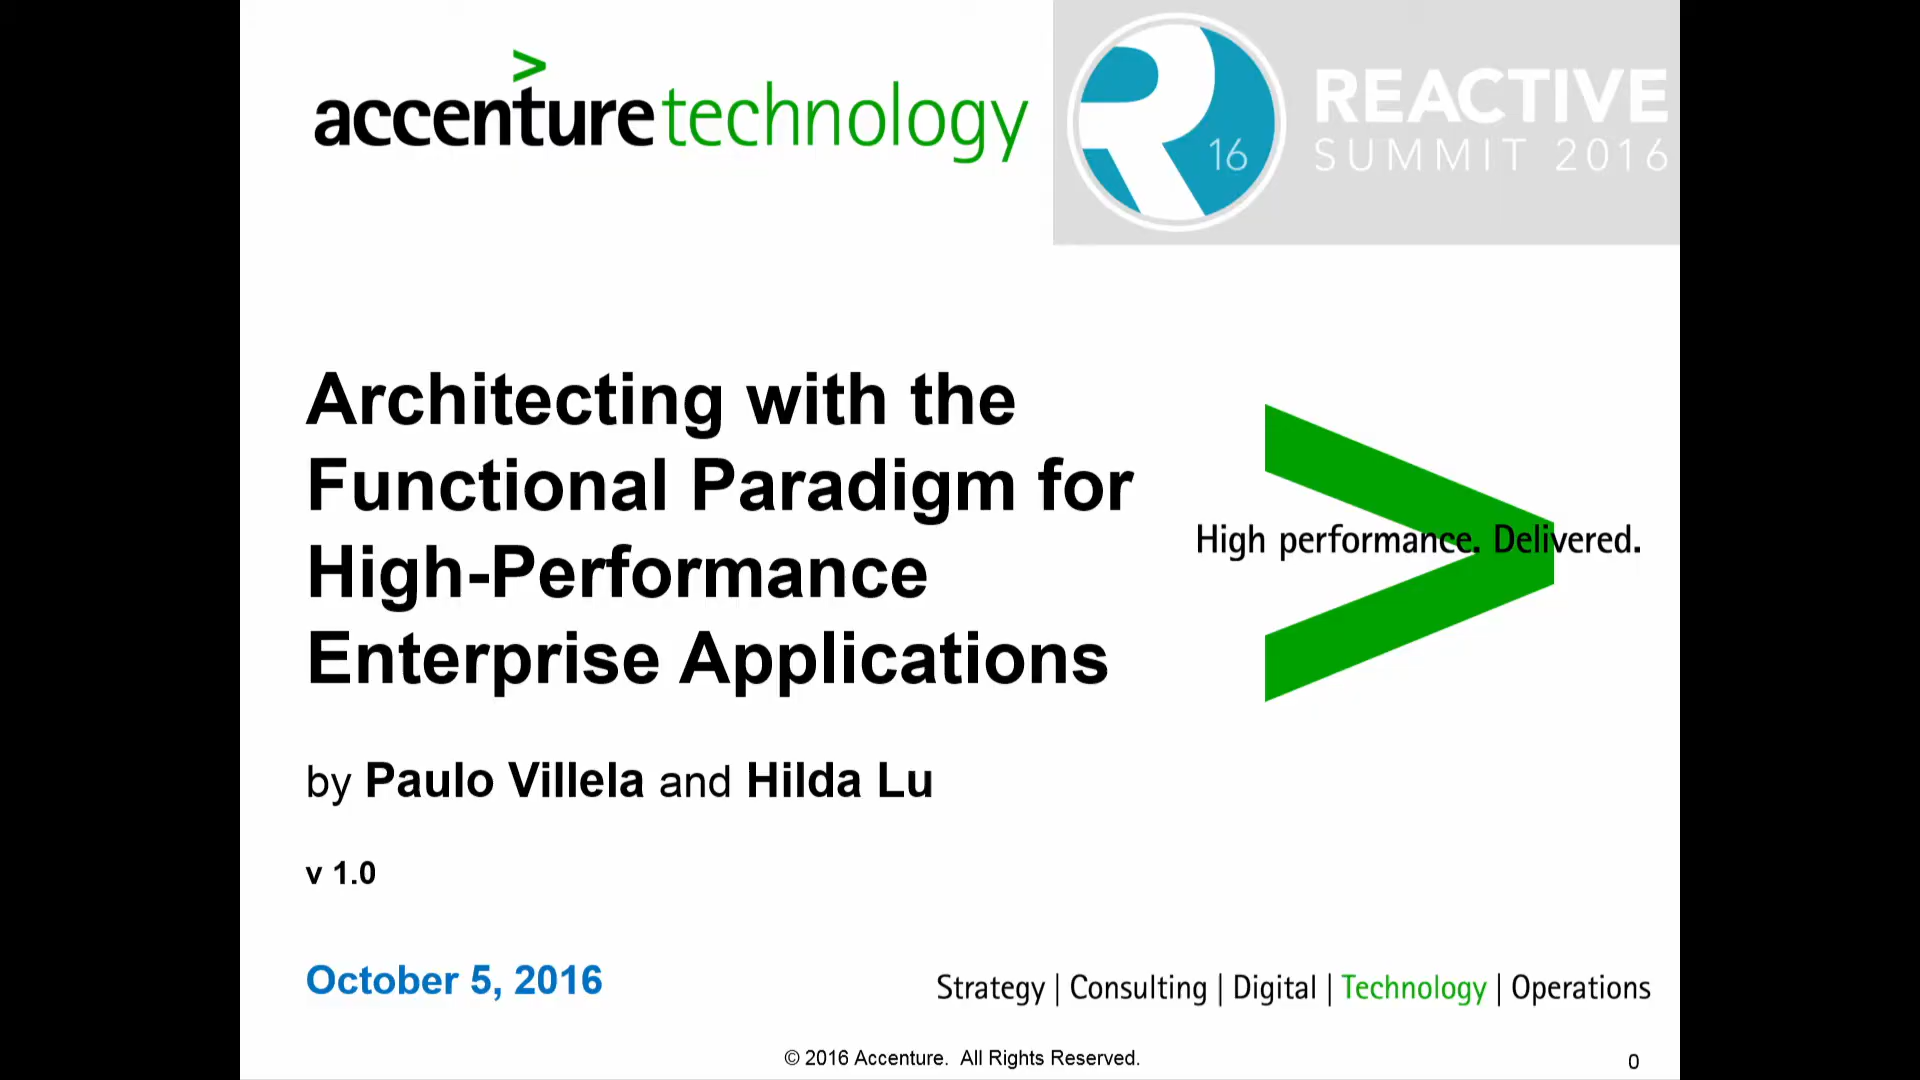 >
accenturetechnology
R
16
REACTIVE
SUMMIT 2016
Architecting with the
Functional Paradigm for
High-Performance
Enterprise Applications
High performance. Delivered.
by Paulo Villela and Hilda Lu
v 1.0
October 5, 2016
Strategy | Consulting | Digital | Technology | Operations
© 2016 Accenture. All Rights Reserved.
0